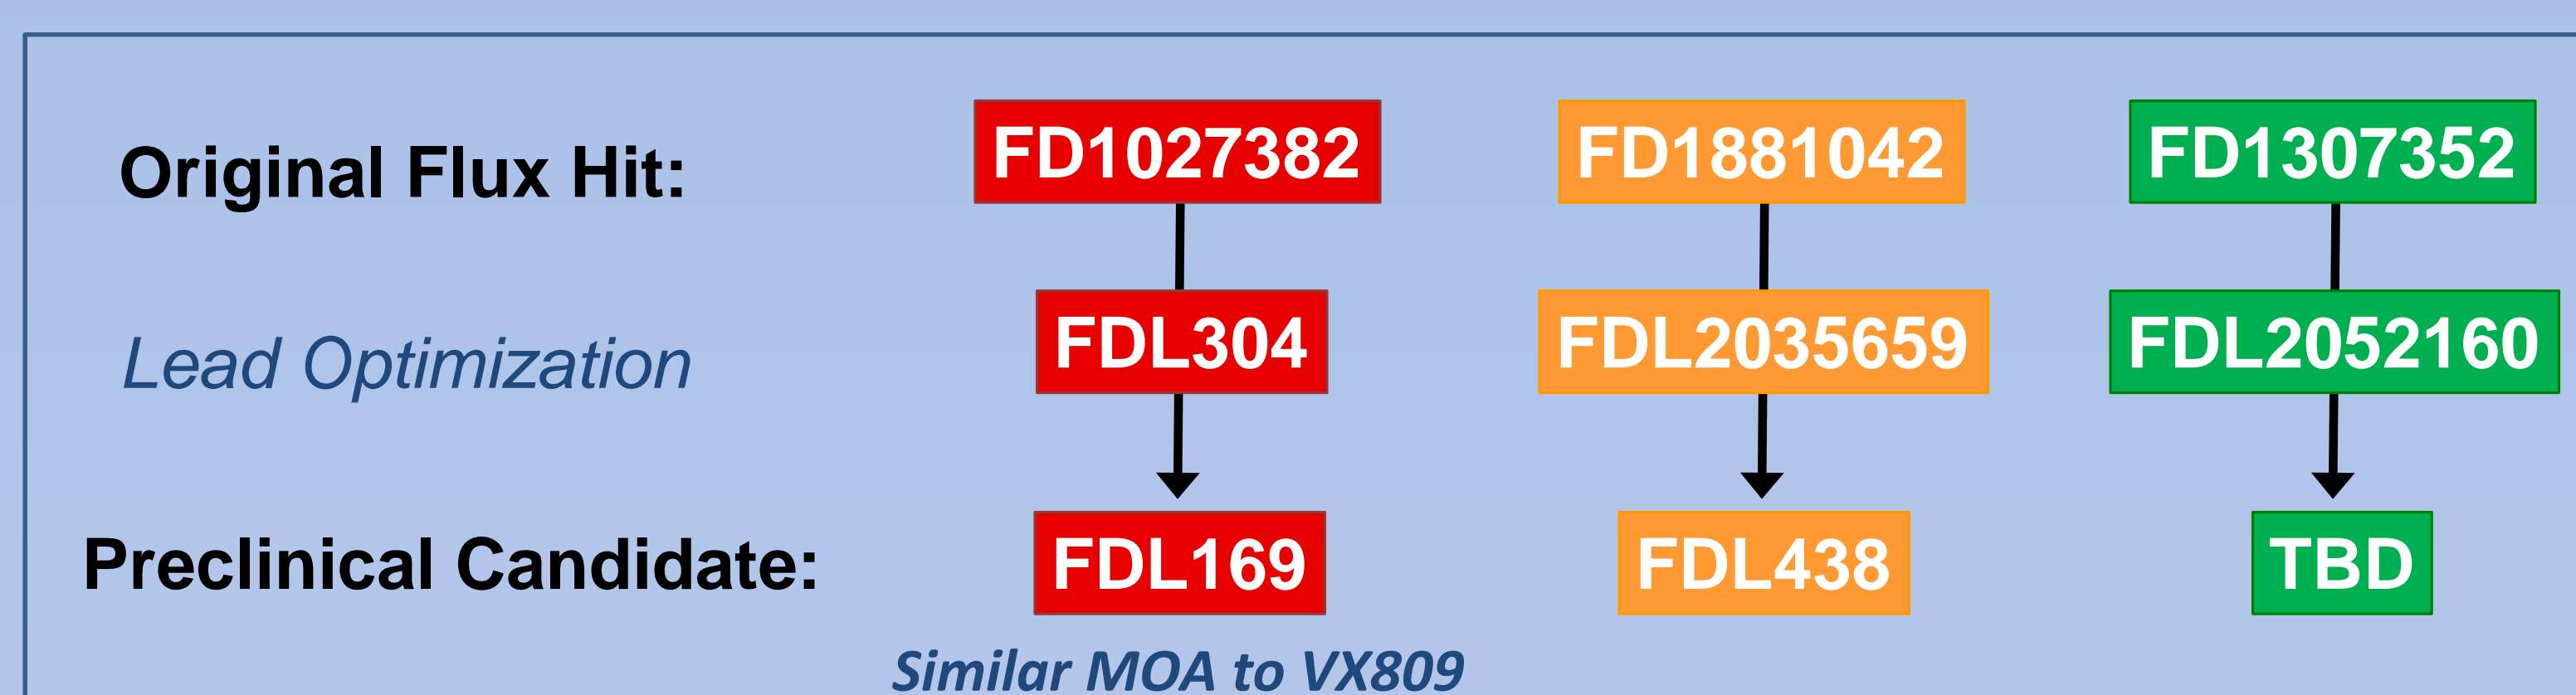 Original Flux Hit: FD1027382 FD1881042 FD1307352
Lead Optimization FDL304 FDL2035659 FDL2052160
Preclinical Candidate: FDL169 FDL438 TBD
Similar MOA to VX809